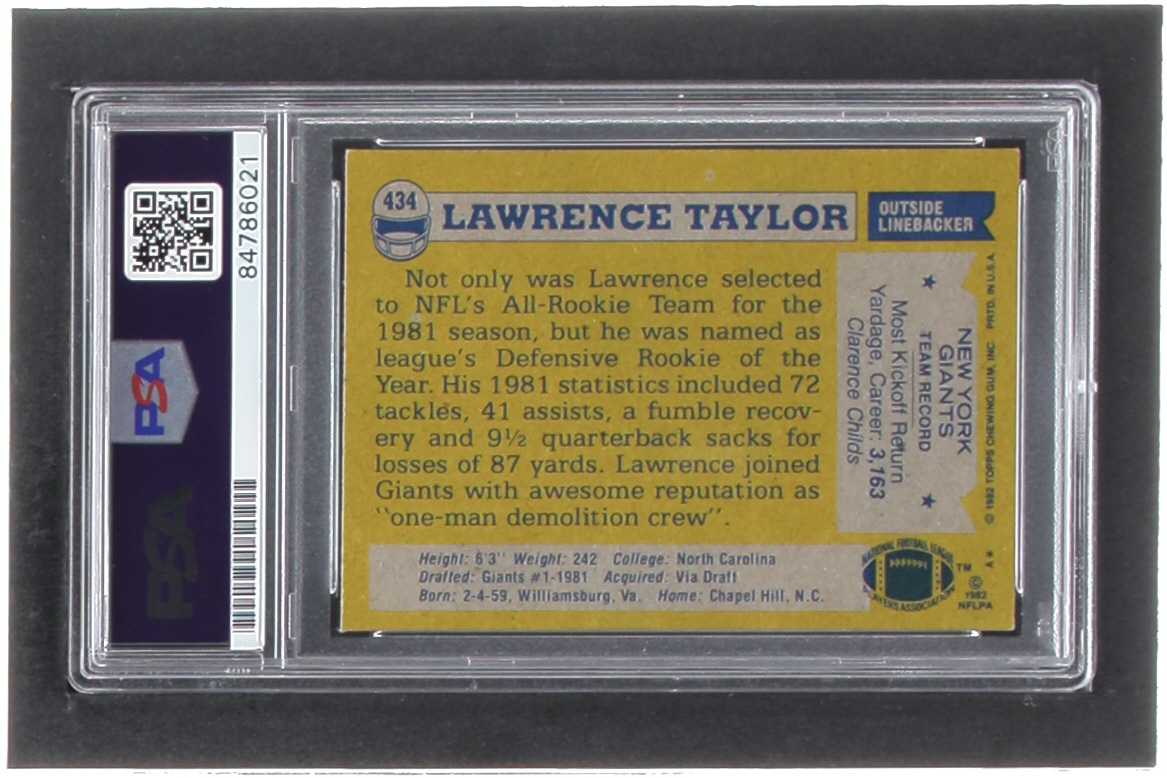 84786021
PSA
PSA
434
LAWRENCE TAYLOR
OUTSIDE
LINEBACKER
Not only was Lawrence selected
to NFL's All-Rookie Team for the
1981 season, but he was named as
league's Defensive Rookie of the
Year. His 1981 statistics included 72
tackles, 41 assists, a fumble recov-
ery and 9½ quarterback sacks for
losses of 87 yards. Lawrence joined
Giants with awesome reputation as
"one-man demolition crew".
NEW YORK
GIANTS
TEAM RECORD
Most Kickoff Return
Yardage, Career: 3,163
Clarence Childs
© 1982 TOPPS CHEWING GUM, INC. PRTD. IN U.S.A.
A*
Height: 6'3" Weight: 242 College: North Carolina
Drafted: Giants #1-1981 Acquired: Via Draft
Born: 2-4-59, Williamsburg, Va. Home: Chapel Hill, N.C.
NATIONAL FOOTBALL LEAGUE
PLAYERS ASSOCIATION
TM
©
1982
NFLPA